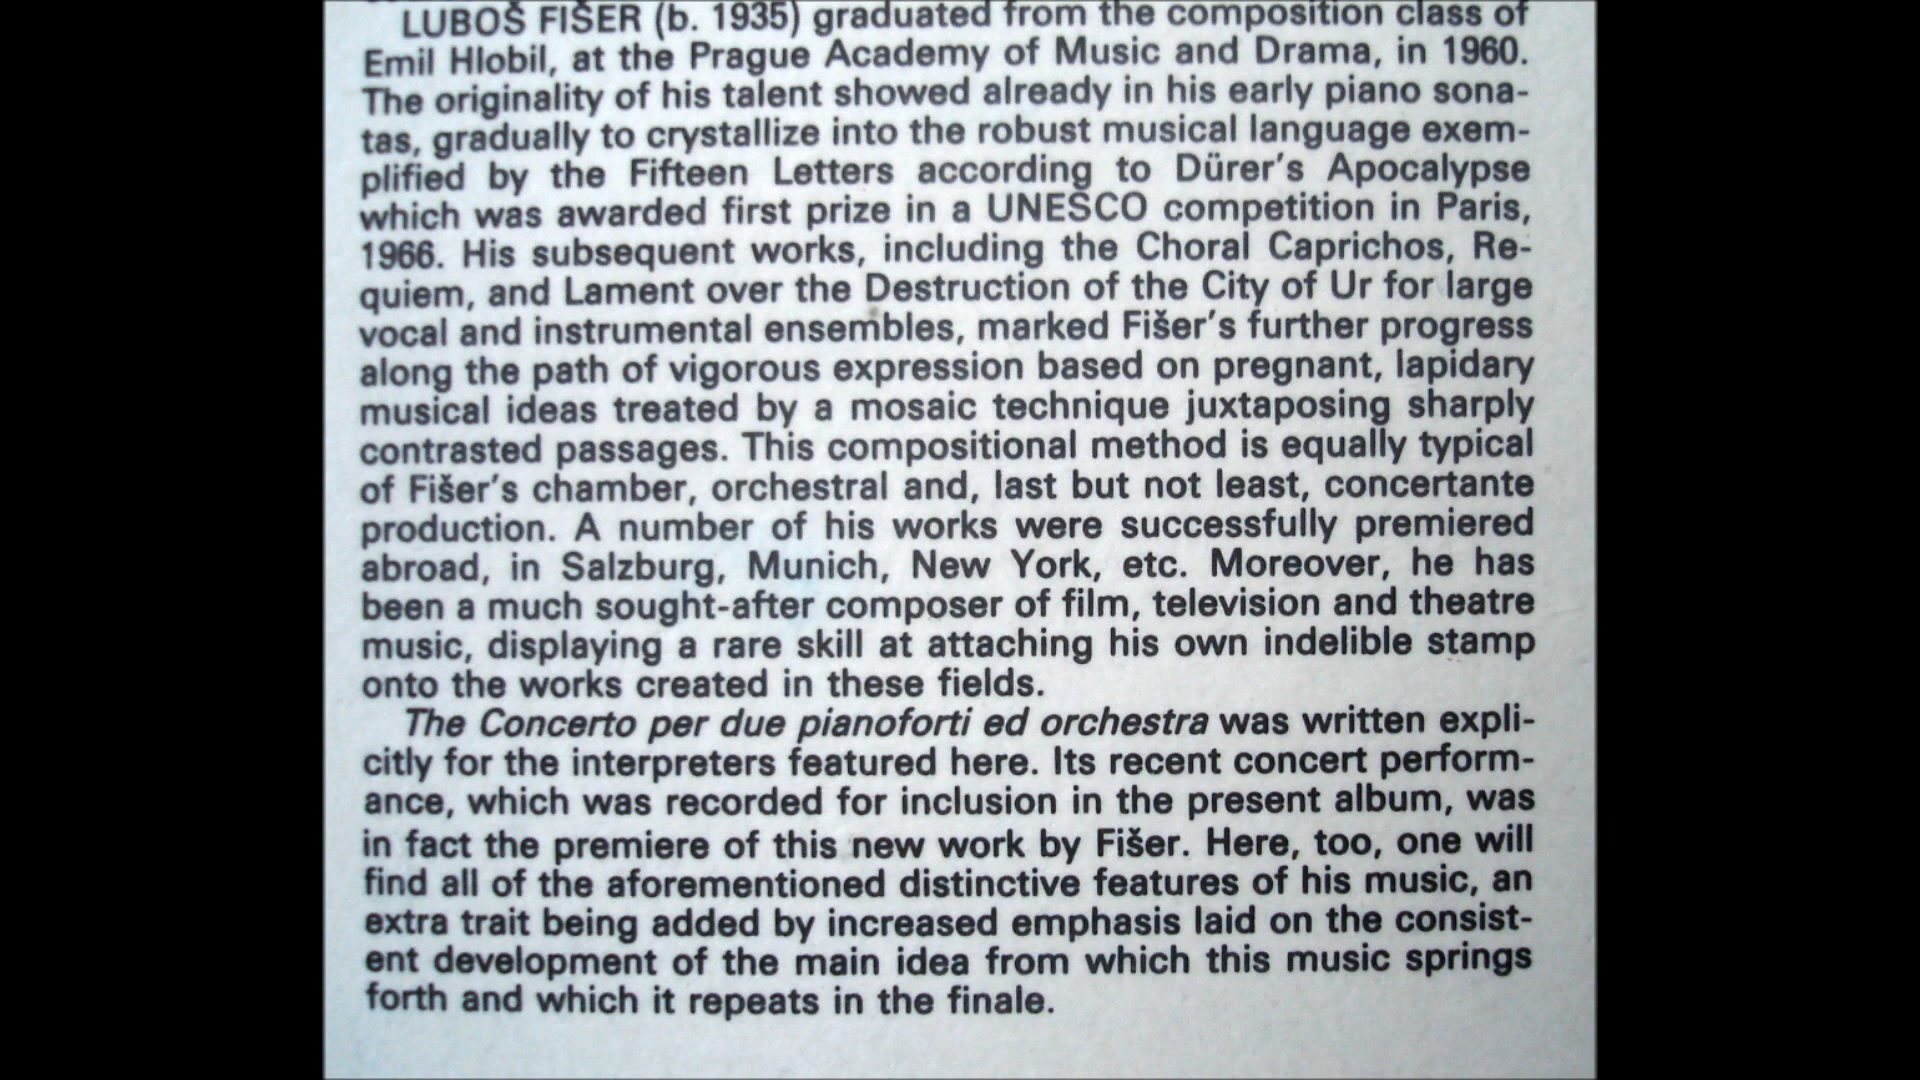 LUBOŠ FIŠER (b. 1935) graduated from the composition class of
Emil Hlobil, at the Prague Academy of Music and Drama, in 1960.
The originality of his talent showed already in his early piano sona-
tas, gradually to crystallize into the robust musical language exem-
plified by the Fifteen Letters according to Dürer's Apocalypse
which was awarded first prize in a UNESCO competition in Paris,
1966. His subsequent works, including the Choral Caprichos, Re-
quiem, and Lament over the Destruction of the City of Ur for large
vocal and instrumental ensembles, marked Fišer's further progress
along the path of vigorous expression based on pregnant, lapidary
musical ideas treated by a mosaic technique juxtaposing sharply
contrasted passages. This compositional method is equally typical
of Fišer's chamber, orchestral and, last but not least, concertante
production. A number of his works were successfully premiered
abroad, in Salzburg, Munich, New York, etc. Moreover, he has
been a much sought-after composer of film, television and theatre
music, displaying a rare skill at attaching his own indelible stamp
onto the works created in these fields.
The Concerto per due pianoforti ed orchestra was written expli-
citly for the interpreters featured here. Its recent concert perform-
ance, which was recorded for inclusion in the present album, was
in fact the premiere of this new work by Fišer. Here, too, one will
find all of the aforementioned distinctive features of his music, an
extra trait being added by increased emphasis laid on the consist-
ent development of the main idea from which this music springs
forth and which it repeats in the finale.